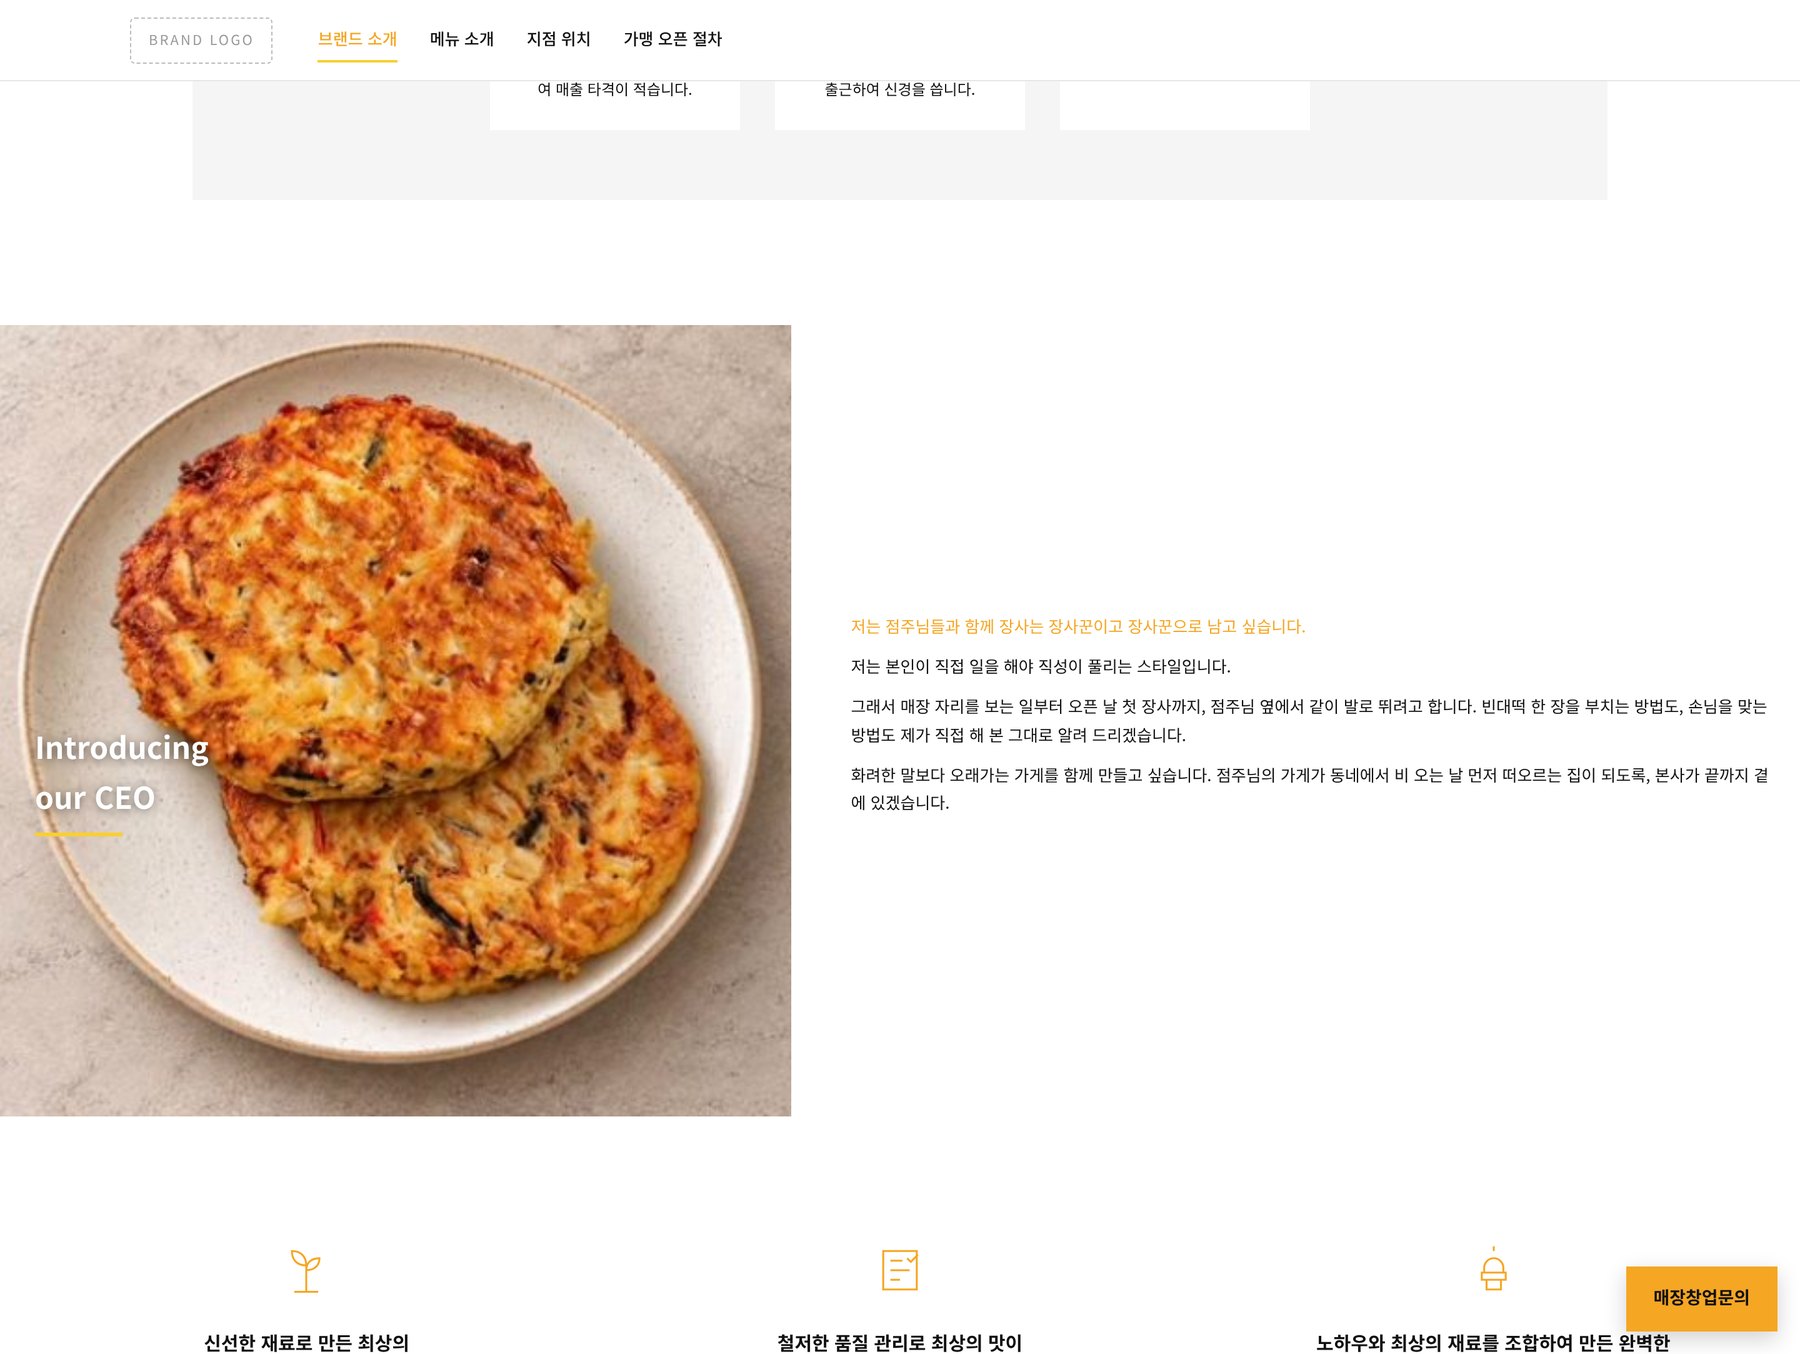 BRAND LOGO
브랜드 소개
메뉴 소개
지점 위치
가맹 오픈 절차
여 매출 타격이 적습니다.
출근하여 신경을 씁니다.
Introducing
our CEO
저는 점주님들과 함께 장사는 장사꾼이고 장사꾼으로 남고 싶습니다.
저는 본인이 직접 일을 해야 직성이 풀리는 스타일입니다.
그래서 매장 자리를 보는 일부터 오픈 날 첫 장사까지, 점주님 옆에서 같이 발로 뛰려고 합니다. 빈대떡 한 장을 부치는 방법도, 손님을 맞는
방법도 제가 직접 해 본 그대로 알려 드리겠습니다.
화려한 말보다 오래가는 가게를 함께 만들고 싶습니다. 점주님의 가게가 동네에서 비 오는 날 먼저 떠오르는 집이 되도록, 본사가 끝까지 곁
에 있겠습니다.
신선한 재료로 만든 최상의
철저한 품질 관리로 최상의 맛이
노하우와 최상의 재료를 조합하여 만든 완벽한
매장창업문의